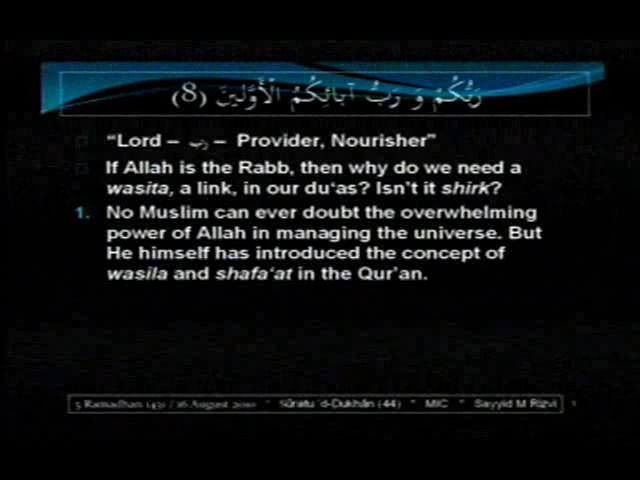 رَبُّكُمْ وَ رَبُّ آبَائِكُمُ الْأَوَّلِينَ (8)
“Lord – رب – Provider, Nourisher”
If Allah is the Rabb, then why do we need a
wasita, a link, in our du‘as? Isn’t it shirk?
1. No Muslim can ever doubt the overwhelming
power of Allah in managing the universe. But
He himself has introduced the concept of
wasila and shafa‘at in the Qur’an.
5 Ramadhan 1431 / 16 August 2010 * Sūratu 'd-Dukhān (44) * MIC * Sayyid M Rizvi